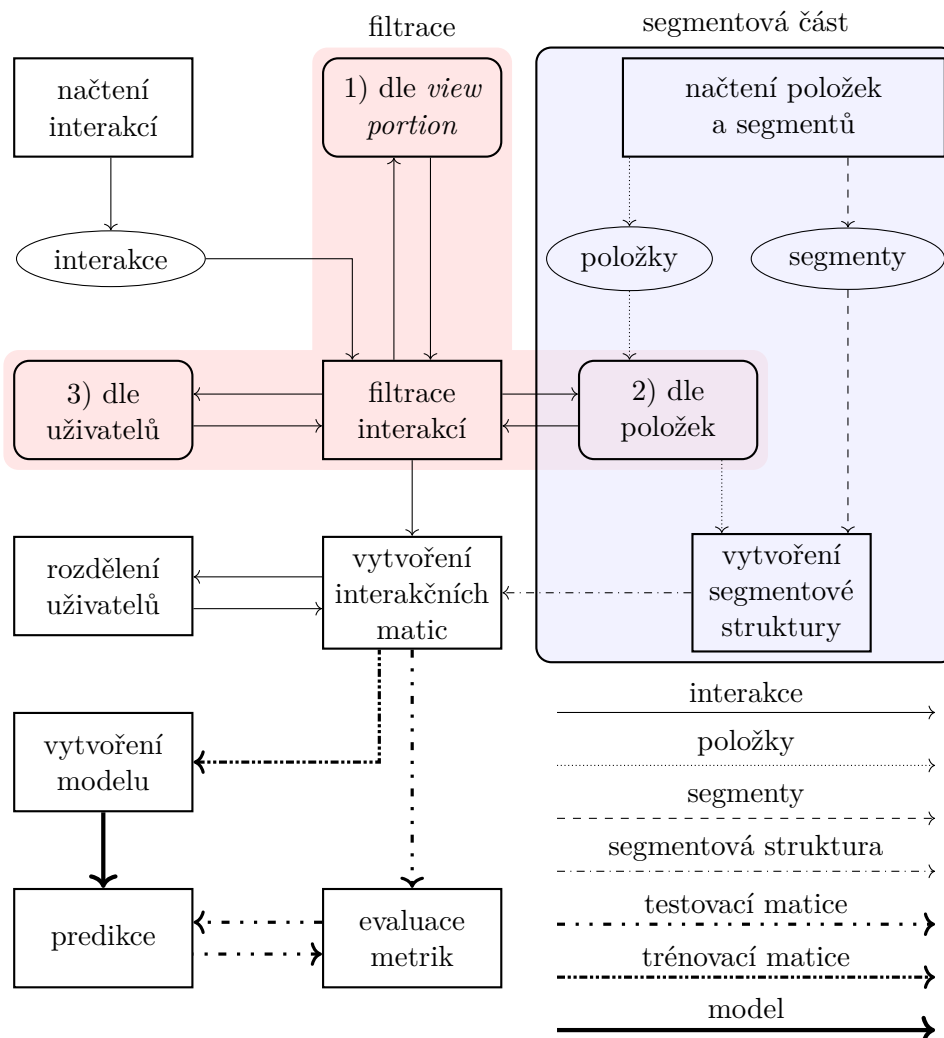 filtrace
segmentová část
načtení
interakcí
1) dle view
portion
načtení položek
a segmentů
interakce
položky
segmenty
3) dle
uživatelů
filtrace
interakcí
2) dle
položek
rozdělení
uživatelů
vytvoření
interakčních
matic
vytvoření
segmentové
struktury
vytvoření
modelu
predikce
evaluace
metrik
interakce
položky
segmenty
segmentová struktura
testovací matice
trénovací matice
model